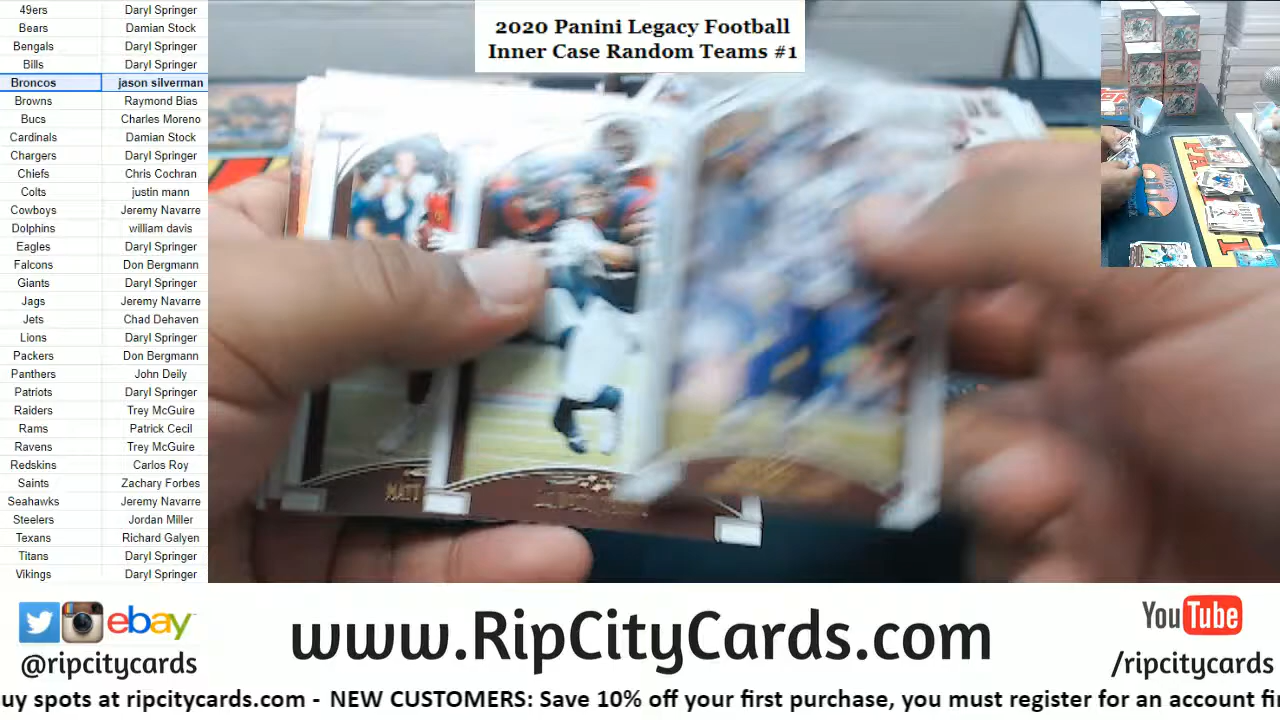 2020 Panini Legacy Football
Inner Case Random Teams #1
49ers Daryl Springer
Bears Damian Stock
Bengals Daryl Springer
Bills Daryl Springer
Broncos jason silverman
Browns Raymond Bias
Bucs Charles Moreno
Cardinals Damian Stock
Chargers Daryl Springer
Chiefs Chris Cochran
Colts justin mann
Cowboys Jeremy Navarre
Dolphins william davis
Eagles Daryl Springer
Falcons Don Bergmann
Giants Daryl Springer
Jags Jeremy Navarre
Jets Chad Dehaven
Lions Daryl Springer
Packers Don Bergmann
Panthers John Deily
Patriots Daryl Springer
Raiders Trey McGuire
Rams Patrick Cecil
Ravens Trey McGuire
Redskins Carlos Roy
Saints Zachary Forbes
Seahawks Jeremy Navarre
Steelers Jordan Miller
Texans Richard Galyen
Titans Daryl Springer
Vikings Daryl Springer
MATT
ebay
@ripcitycards
www.RipCityCards.com
YouTube
/ripcitycards
buy spots at ripcitycards.com - NEW CUSTOMERS: Save 10% off your first purchase, you must register for an account fi